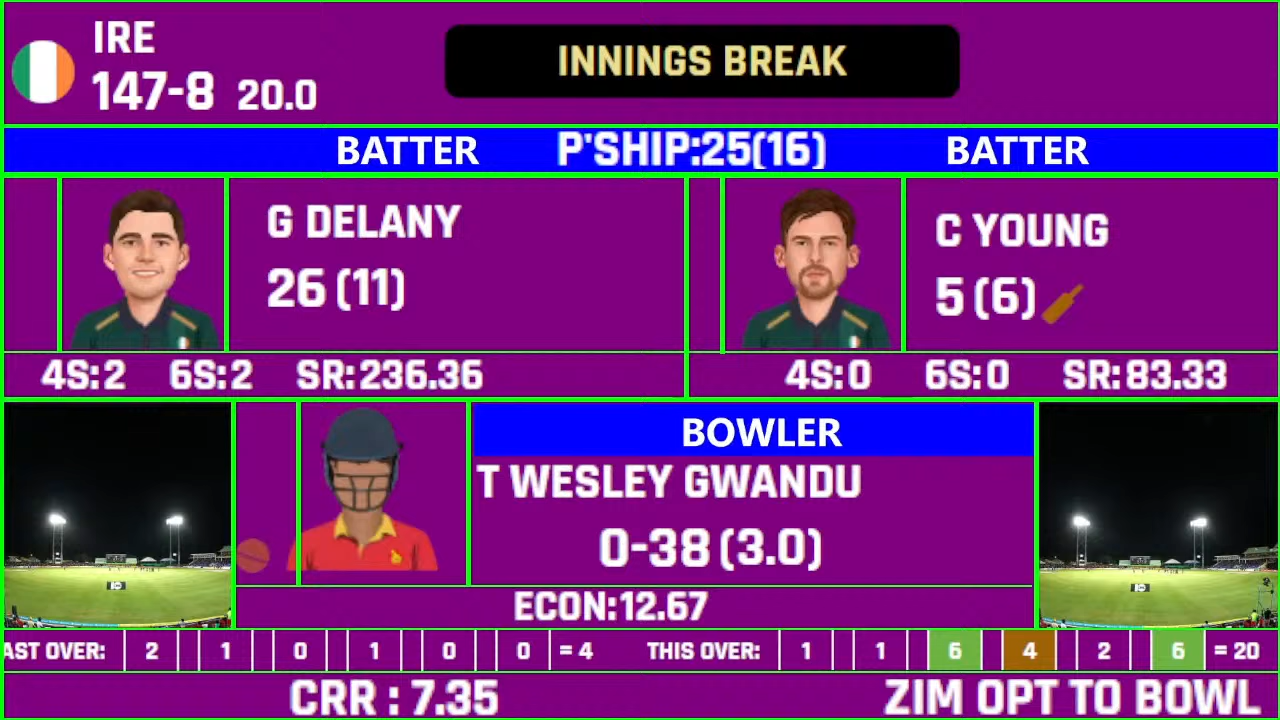 IRE
147-8 20.0
INNINGS BREAK
BATTER P'SHIP:25(16) BATTER
G DELANY
26 (11)
C YOUNG
5 (6)
4S:2 6S:2 SR:236.36
4S:0 6S:0 SR:83.33
BOWLER
T WESLEY GWANDU
0-38 (3.0)
ECON:12.67
AST OVER: 2 1 0 1 0 0 = 4 THIS OVER: 1 1 6 4 2 6 = 20
CRR : 7.35 ZIM OPT TO BOWL